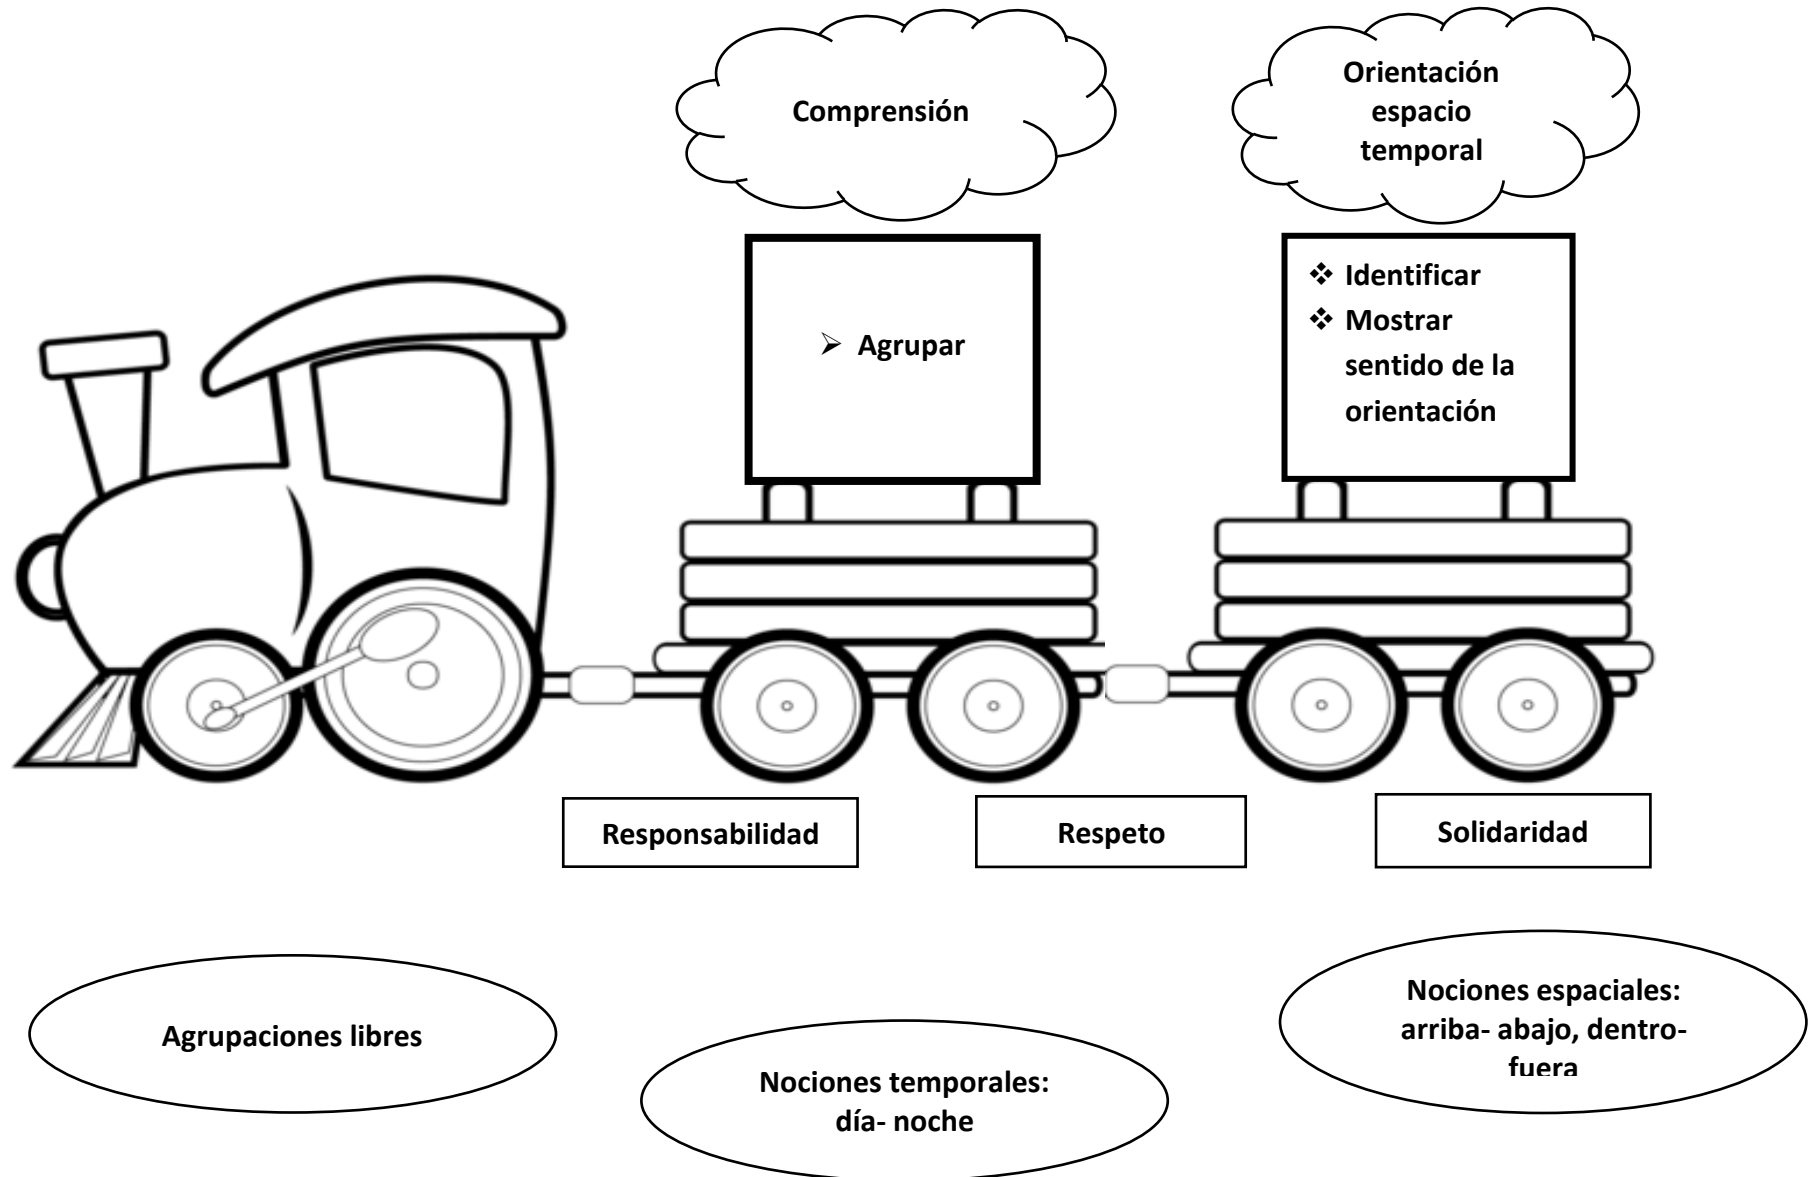 Comprensión
Orientación
espacio
temporal
➢ Agrupar
❖ Identificar
❖ Mostrar
sentido de la
orientación
Responsabilidad
Respeto
Solidaridad
Agrupaciones libres
Nociones temporales:
día- noche
Nociones espaciales:
arriba- abajo, dentro-
fuera